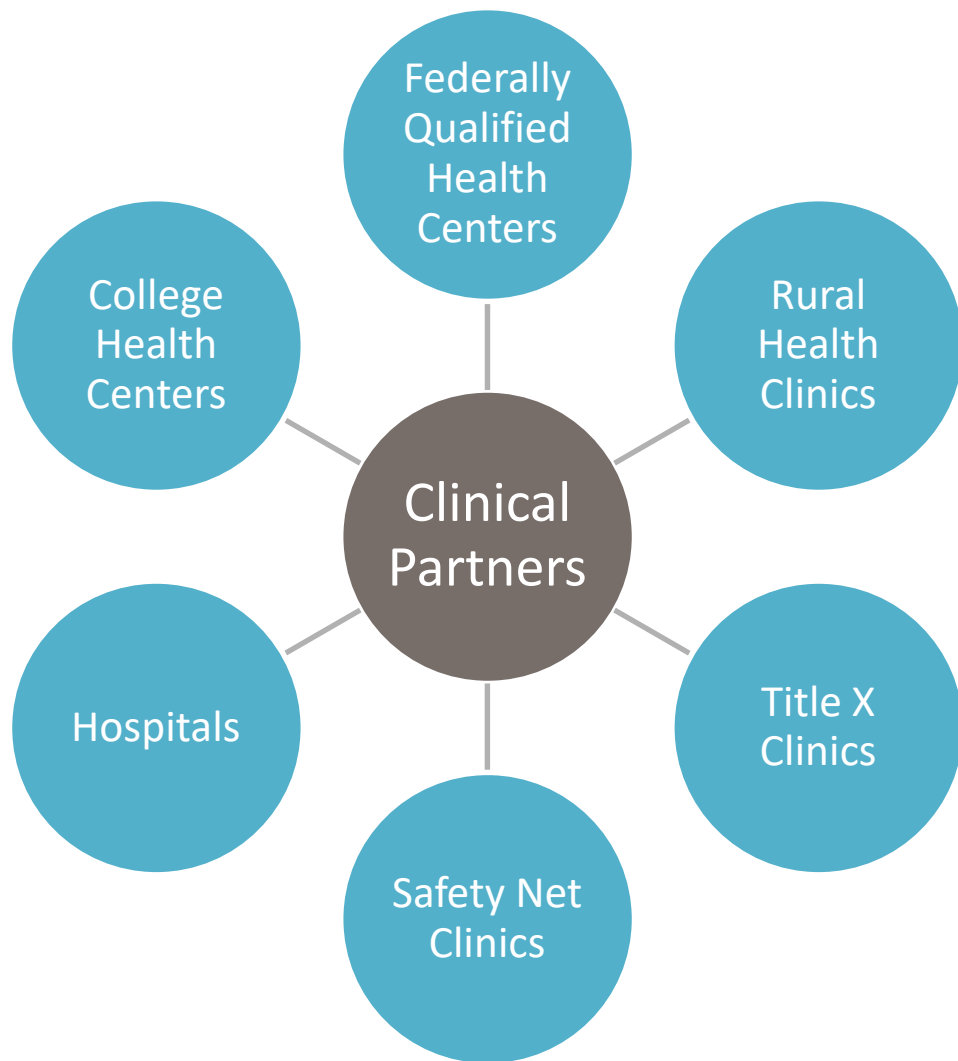 Federally
Qualified
Health
Centers
College
Health
Centers
Rural
Health
Clinics
Clinical
Partners
Hospitals
Title X
Clinics
Safety Net
Clinics